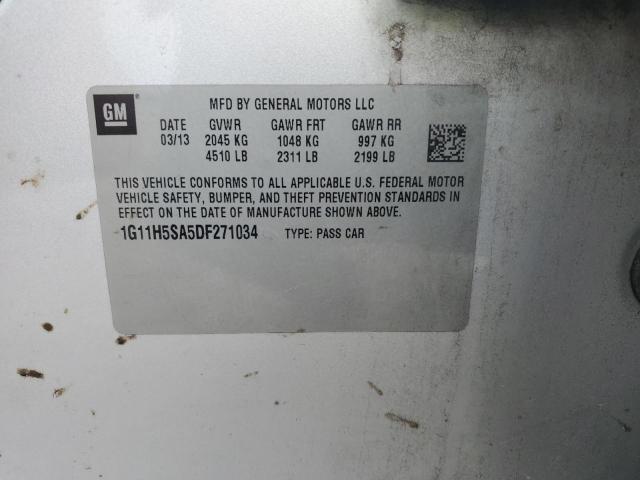 GM ® MFD BY GENERAL MOTORS LLC
DATE GVWR GAWR FRT GAWR RR
03/13 2045 KG 1048 KG 997 KG
4510 LB 2311 LB 2199 LB
THIS VEHICLE CONFORMS TO ALL APPLICABLE U.S. FEDERAL MOTOR
VEHICLE SAFETY, BUMPER, AND THEFT PREVENTION STANDARDS
IN EFFECT ON THE DATE OF MANUFACTURE SHOWN ABOVE.
1G11H5SA5DF271034 TYPE: PASS CAR